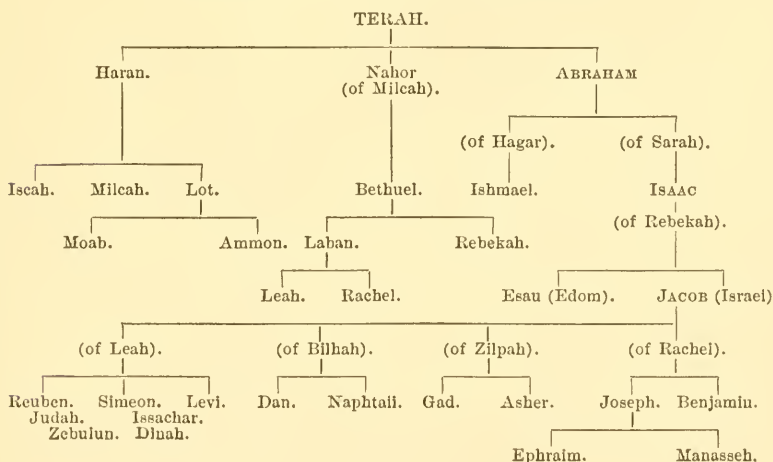 TERAH.
Haran. Nahor ABRAHAM
(of Milcah).
(of Hagar). (of Sarah).
Iscah. Milcah. Lot. Bethuel. Ishmael. ISAAC
(of Rebekah).
Moab. Ammon. Laban. Rebekah.
Leah. Rachel. Esau (Edom). JACOB (Israel)
(of Leah). (of Bilhah). (of Zilpah). (of Rachel).
Reuben. Simeon. Levi. Dan. Naphtali. Gad. Asher. Joseph. Benjamin.
Judah. Issachar.
Zebulun. Dinah.
Ephraim. Manasseh.